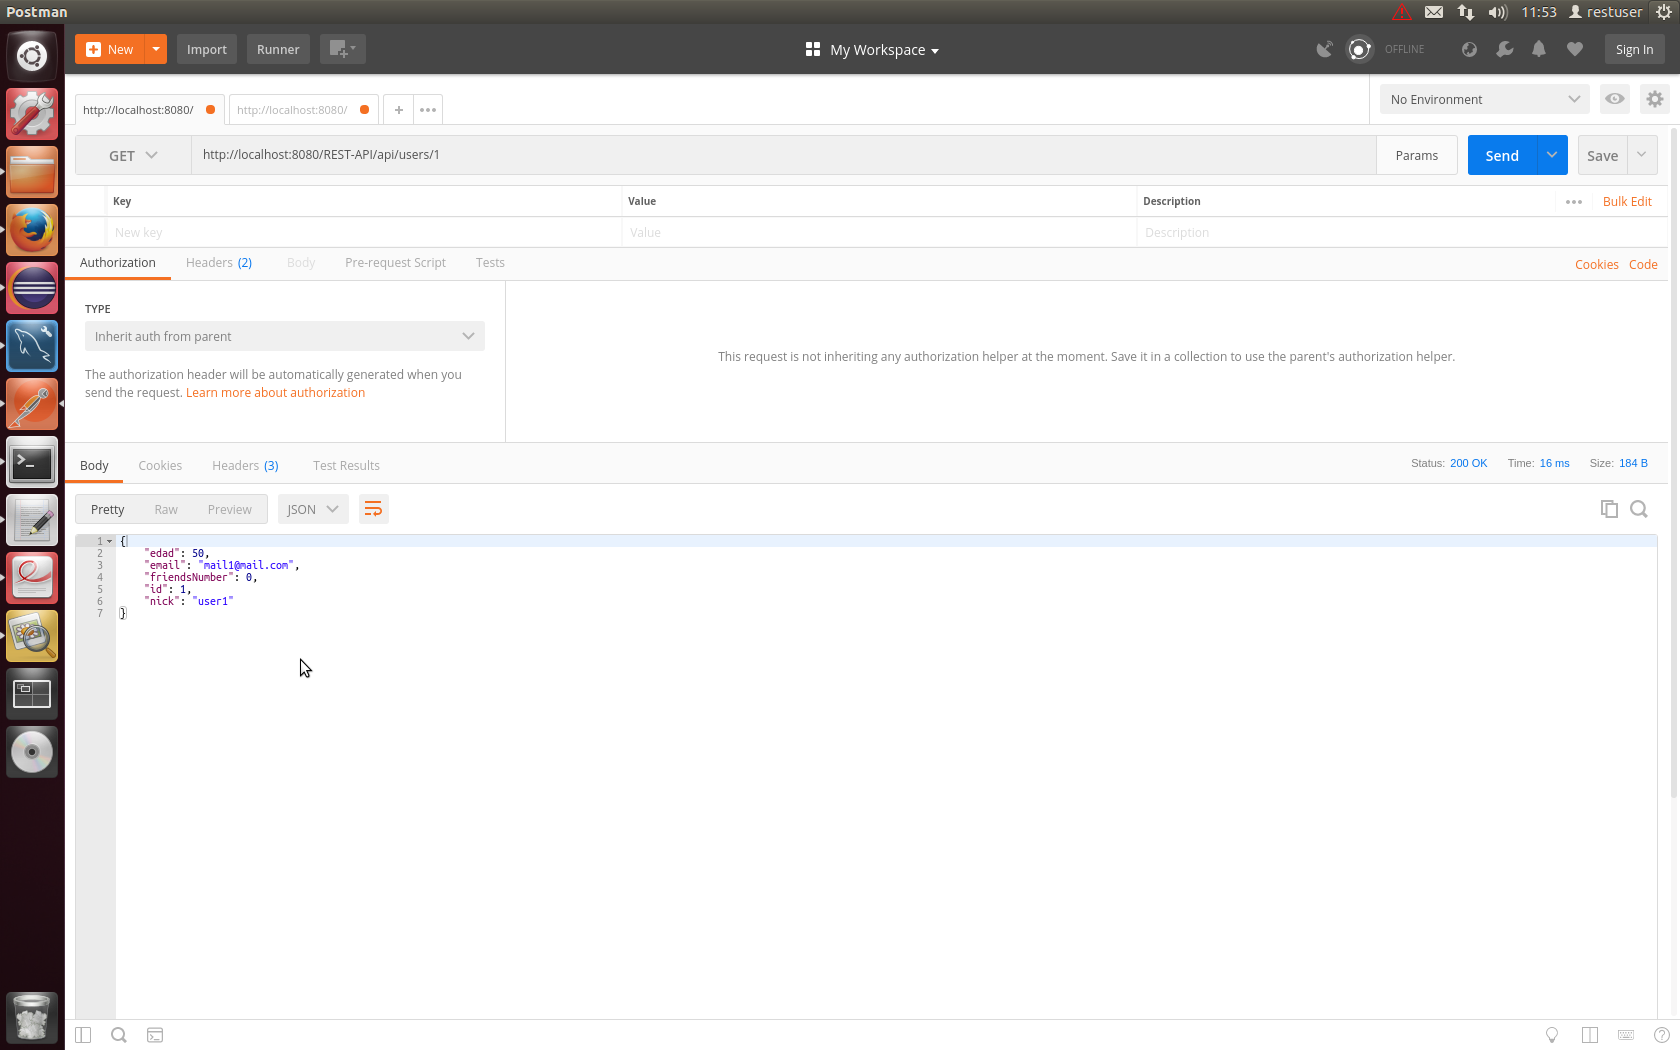 Postman
11:53 restuser
New Import Runner My Workspace OFFLINE Sign In
http://localhost:8080/ http://localhost:8080/ + ••• No Environment
GET http://localhost:8080/REST-API/api/users/1 Params Send Save
Key Value Description ••• Bulk Edit
New key Value Description
Authorization Headers (2) Body Pre-request Script Tests Cookies Code
TYPE
Inherit auth from parent
The authorization header will be automatically generated when you
send the request. Learn more about authorization
This request is not inheriting any authorization helper at the moment. Save it in a collection to use the parent's authorization helper.
Body Cookies Headers (3) Test Results Status: 200 OK Time: 16 ms Size: 184 B
Pretty Raw Preview JSON
1 {
2 "edad": 50,
3 "email": "mail1@mail.com",
4 "friendsNumber": 0,
5 "id": 1,
6 "nick": "user1"
7 }